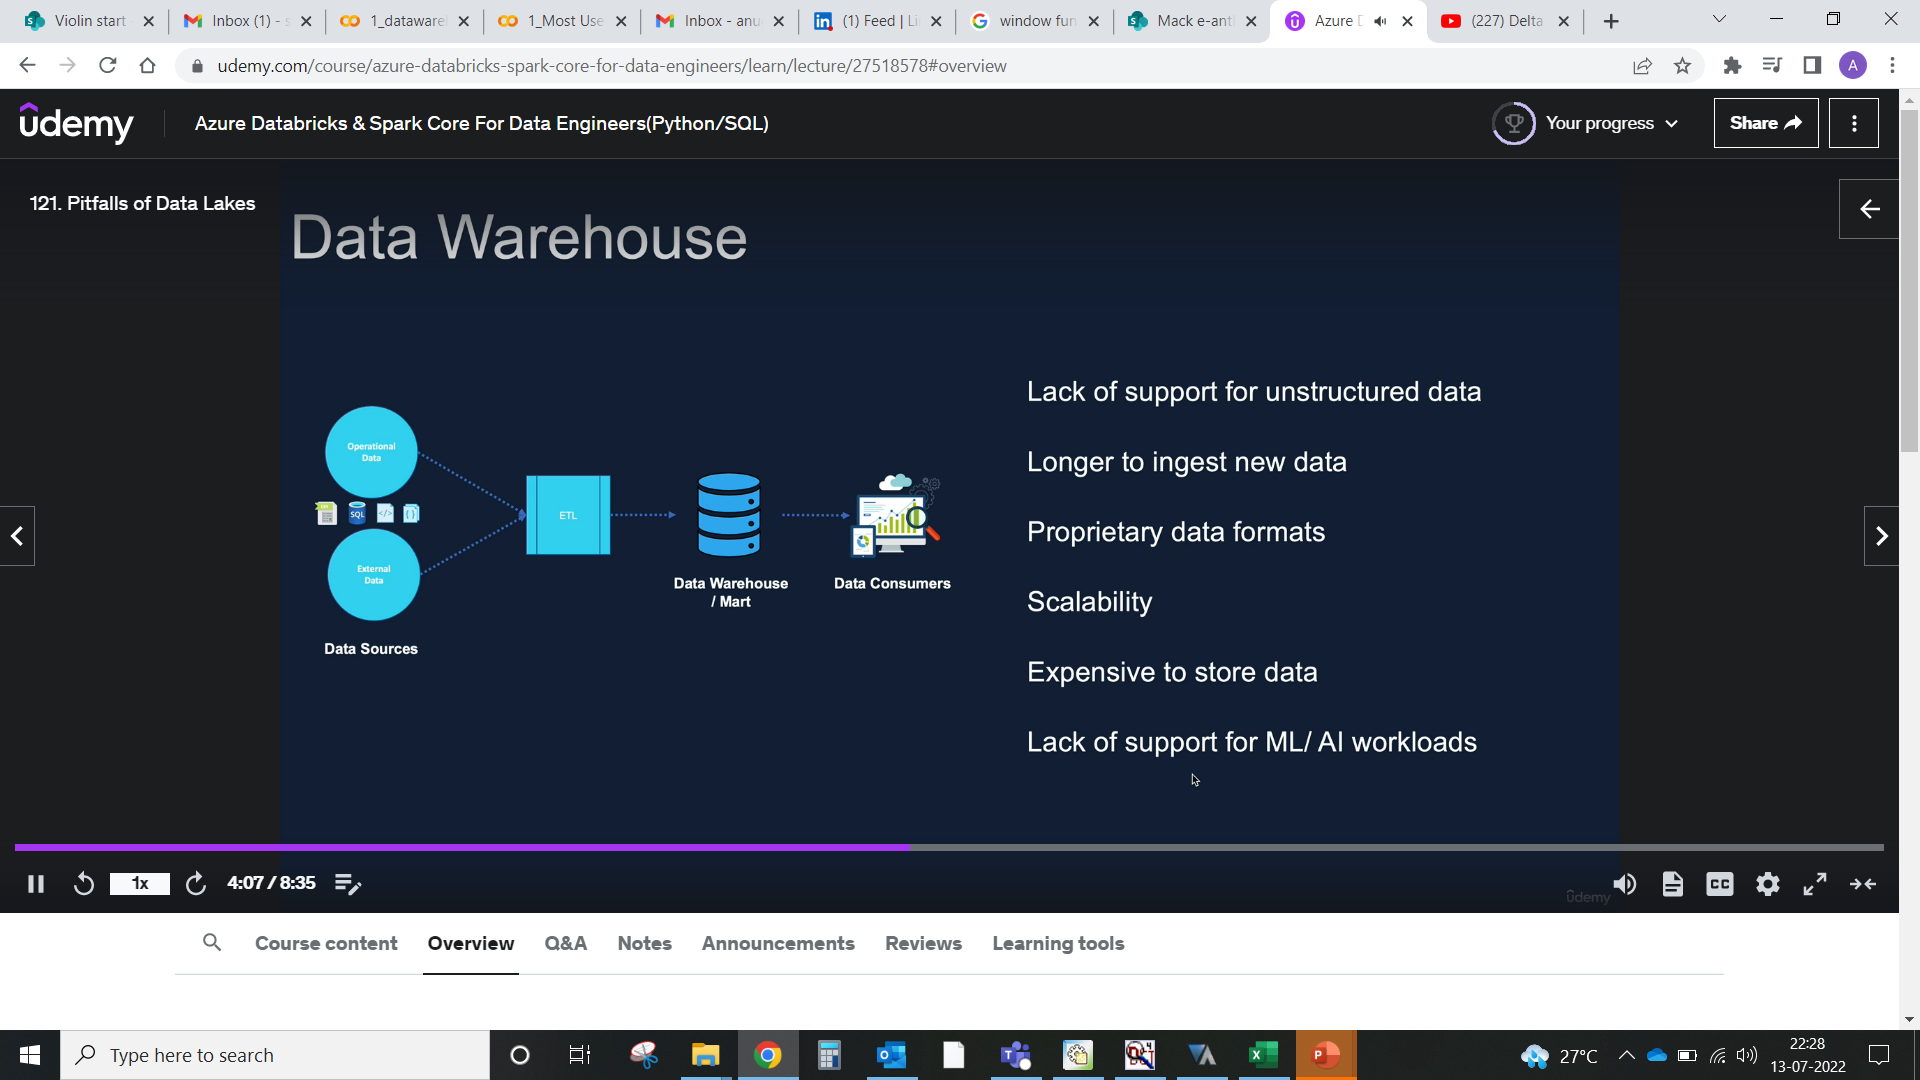 Violin start
Inbox (1) - s
1_dataware
1_Most Use
Inbox - anu
(1) Feed | Li
window fun
Mack e-ant
Azure D
(227) Delta
udemy.com/course/azure-databricks-spark-core-for-data-engineers/learn/lecture/27518578#overview
A
udemy
Azure Databricks & Spark Core For Data Engineers(Python/SQL)
Your progress
Share
121. Pitfalls of Data Lakes
Data Warehouse
Lack of support for unstructured data
Longer to ingest new data
Proprietary data formats
Scalability
Expensive to store data
Lack of support for ML/ AI workloads
Operational
Data
SQL
External
Data
Data Sources
ETL
Data Warehouse
/ Mart
Data Consumers
1x
4:07 / 8:35
udemy
CC
Course content
Overview
Q&A
Notes
Announcements
Reviews
Learning tools
Type here to search
27°C
22:28
13-07-2022